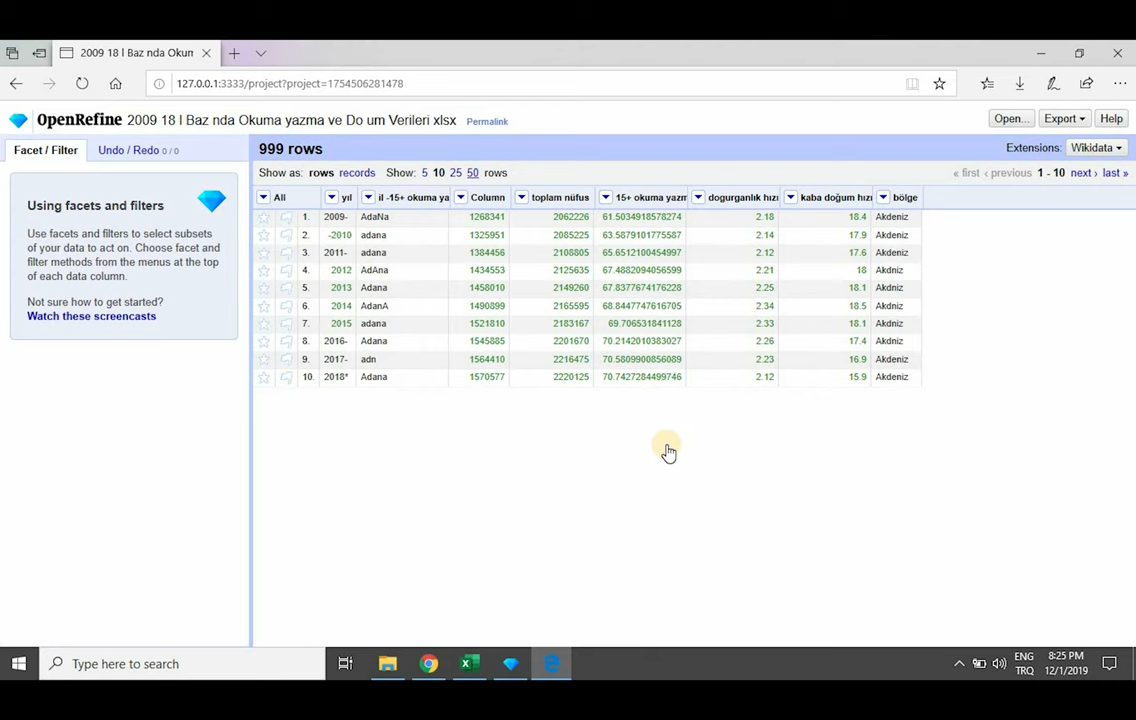 2009 18 l Baz nda Okun
127.0.0.1:3333/project?project=1754506281478
OpenRefine 2009 18 l Baz nda Okuma yazma ve Do um Verileri xlsx Permalink
Open... Export Help
Facet / Filter Undo / Redo 0 / 0
999 rows
Extensions: Wikidata
Show as: rows records Show: 5 10 25 50 rows
« first ‹ previous 1 - 10 next › last »
Using facets and filters
Use facets and filters to select subsets
of your data to act on. Choose facet and
filter methods from the menus at the top
of each data column.
Not sure how to get started?
Watch these screencasts
All yıl il -15+ okuma ya Column toplam nüfus 15+ okuma yazm dogurganlık hızı kaba doğum hızı bölge
1. 2009- AdaNa 1268341 2062226 61.5034918578274 2.18 18.4 Akdeniz
2. -2010 adana 1325951 2085225 63.5879101775587 2.14 17.9 Akdeniz
3. 2011- adana 1384456 2108805 65.6512100454997 2.12 17.6 Akdeniz
4. 2012 AdAna 1434553 2125635 67.4882094056599 2.21 18 Akdniz
5. 2013 Adana 1458010 2149260 67.8377674176228 2.25 18.1 Akdniz
6. 2014 AdanA 1490899 2165595 68.8447747616705 2.34 18.5 Akdniz
7. 2015 adana 1521810 2183167 69.706531841128 2.33 18.1 Akdniz
8. 2016- Adana 1545885 2201670 70.2142010383027 2.26 17.4 Akdniz
9. 2017- adn 1564410 2216475 70.5809900856089 2.23 16.9 Akdeniz
10. 2018* Adana 1570577 2220125 70.7427284499746 2.12 15.9 Akdeniz
Type here to search
ENG
TRQ
8:25 PM
12/1/2019